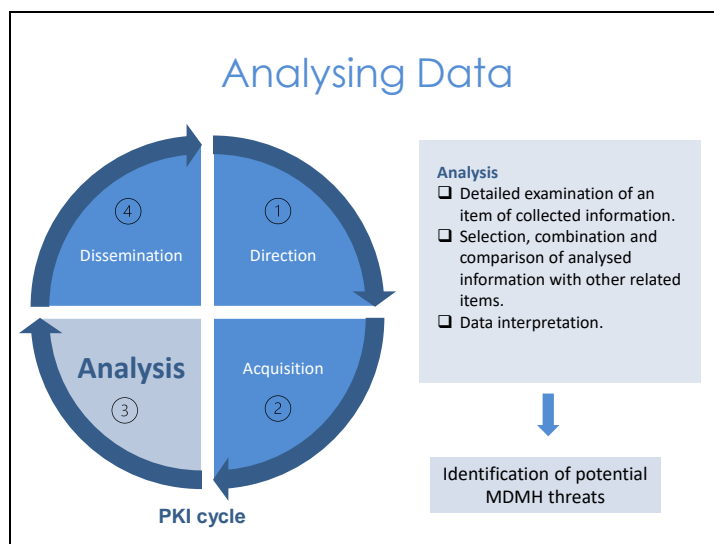 Analysing Data
④
Dissemination
①
Direction
Analysis
③
Acquisition
②
PKI cycle
Analysis
❑ Detailed examination of an
item of collected information.
❑ Selection, combination and
comparison of analysed
information with other related
items.
❑ Data interpretation.
Identification of potential
MDMH threats